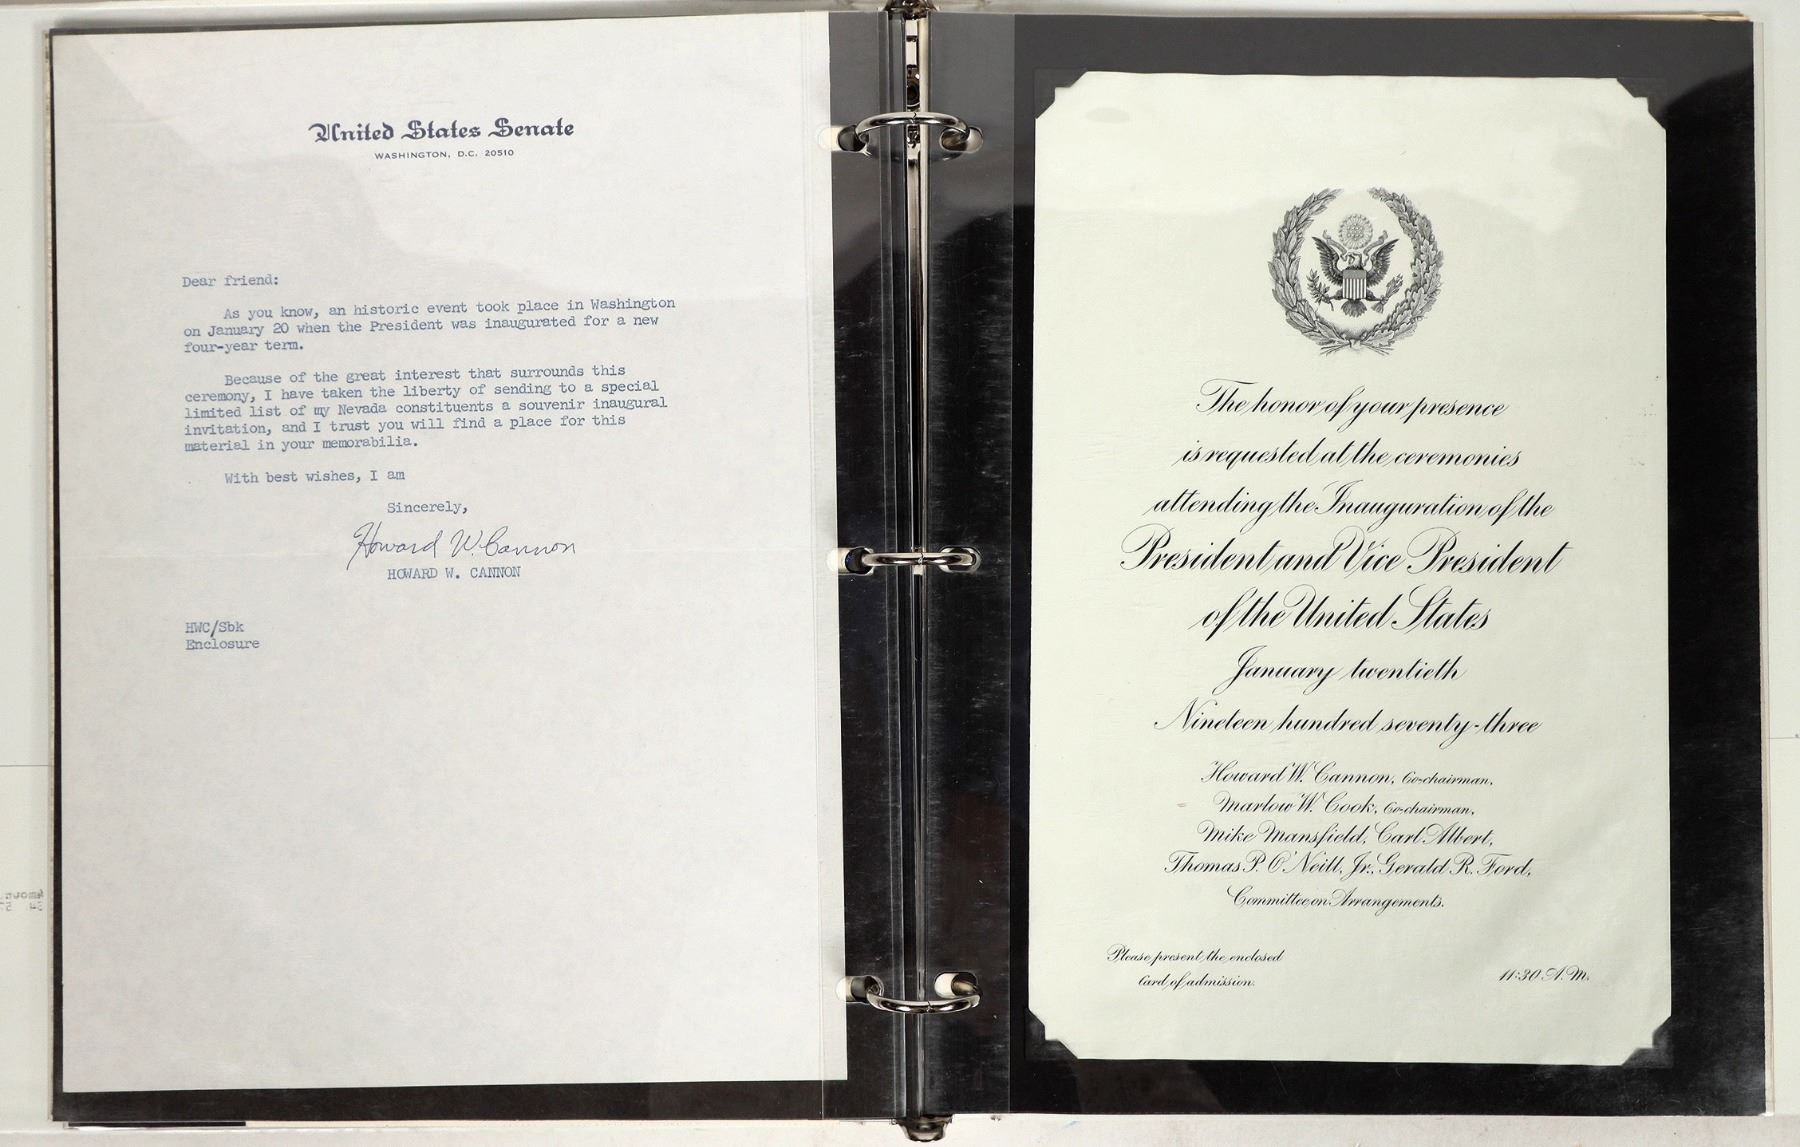 United States Senate
WASHINGTON, D.C. 20510
Dear friend:
As you know, an historic event took place in Washington
on January 20 when the President was inaugurated for a new
four-year term.
Because of the great interest that surrounds this
ceremony, I have taken the liberty of sending to a special
limited list of my Nevada constituents a souvenir inaugural
invitation, and I trust you will find a place for this
material in your memorabilia.
With best wishes, I am
Sincerely,
Howard W. Cannon
HOWARD W. CANNON
HWC/Sbk
Enclosure
The honor of your presence
is requested at the ceremonies
attending the Inauguration of the
President and Vice President
of the United States
January twentieth
Nineteen hundred seventy-three
Howard W. Cannon, Co-chairman,
Marlow W. Cook, Co-chairman,
Mike Mansfield, Carl Albert,
Thomas P. O'Neill, Jr., Gerald R. Ford,
Committee on Arrangements.
Please present the enclosed
Card of admission.
11:30 A.M.